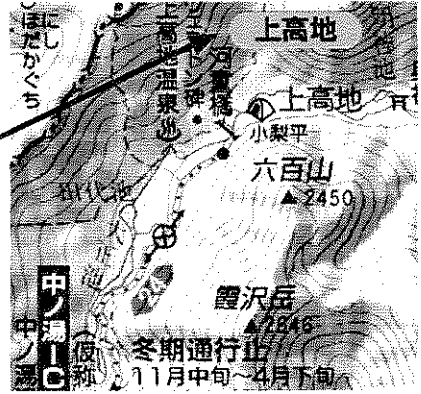 上高地
にし
ほたかぐち
上高地温泉
ウェストン碑
河童橋
上高地
小梨平
六百山
▲2450
霞沢岳
▲2646
中ノ湯IC
仮称
中ノ湯
冬期通行止
11月中旬~4月下旬